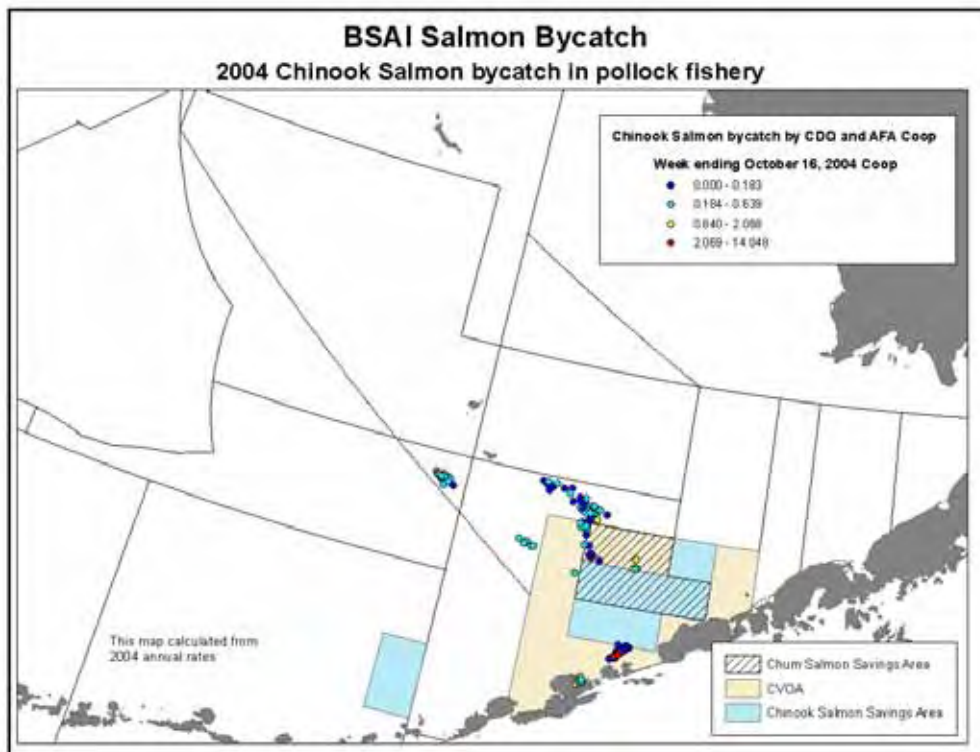 BSAI Salmon Bycatch
2004 Chinook Salmon bycatch in pollock fishery
Chinook Salmon bycatch by CDQ and AFA Coop
Week ending October 16, 2004 Coop
0.000 - 0.183
0.184 - 0.639
0.640 - 2.068
2.069 - 14.048
This map calculated from
2004 annual rates
Chum Salmon Savings Area
CVOA
Chinook Salmon Savings Area